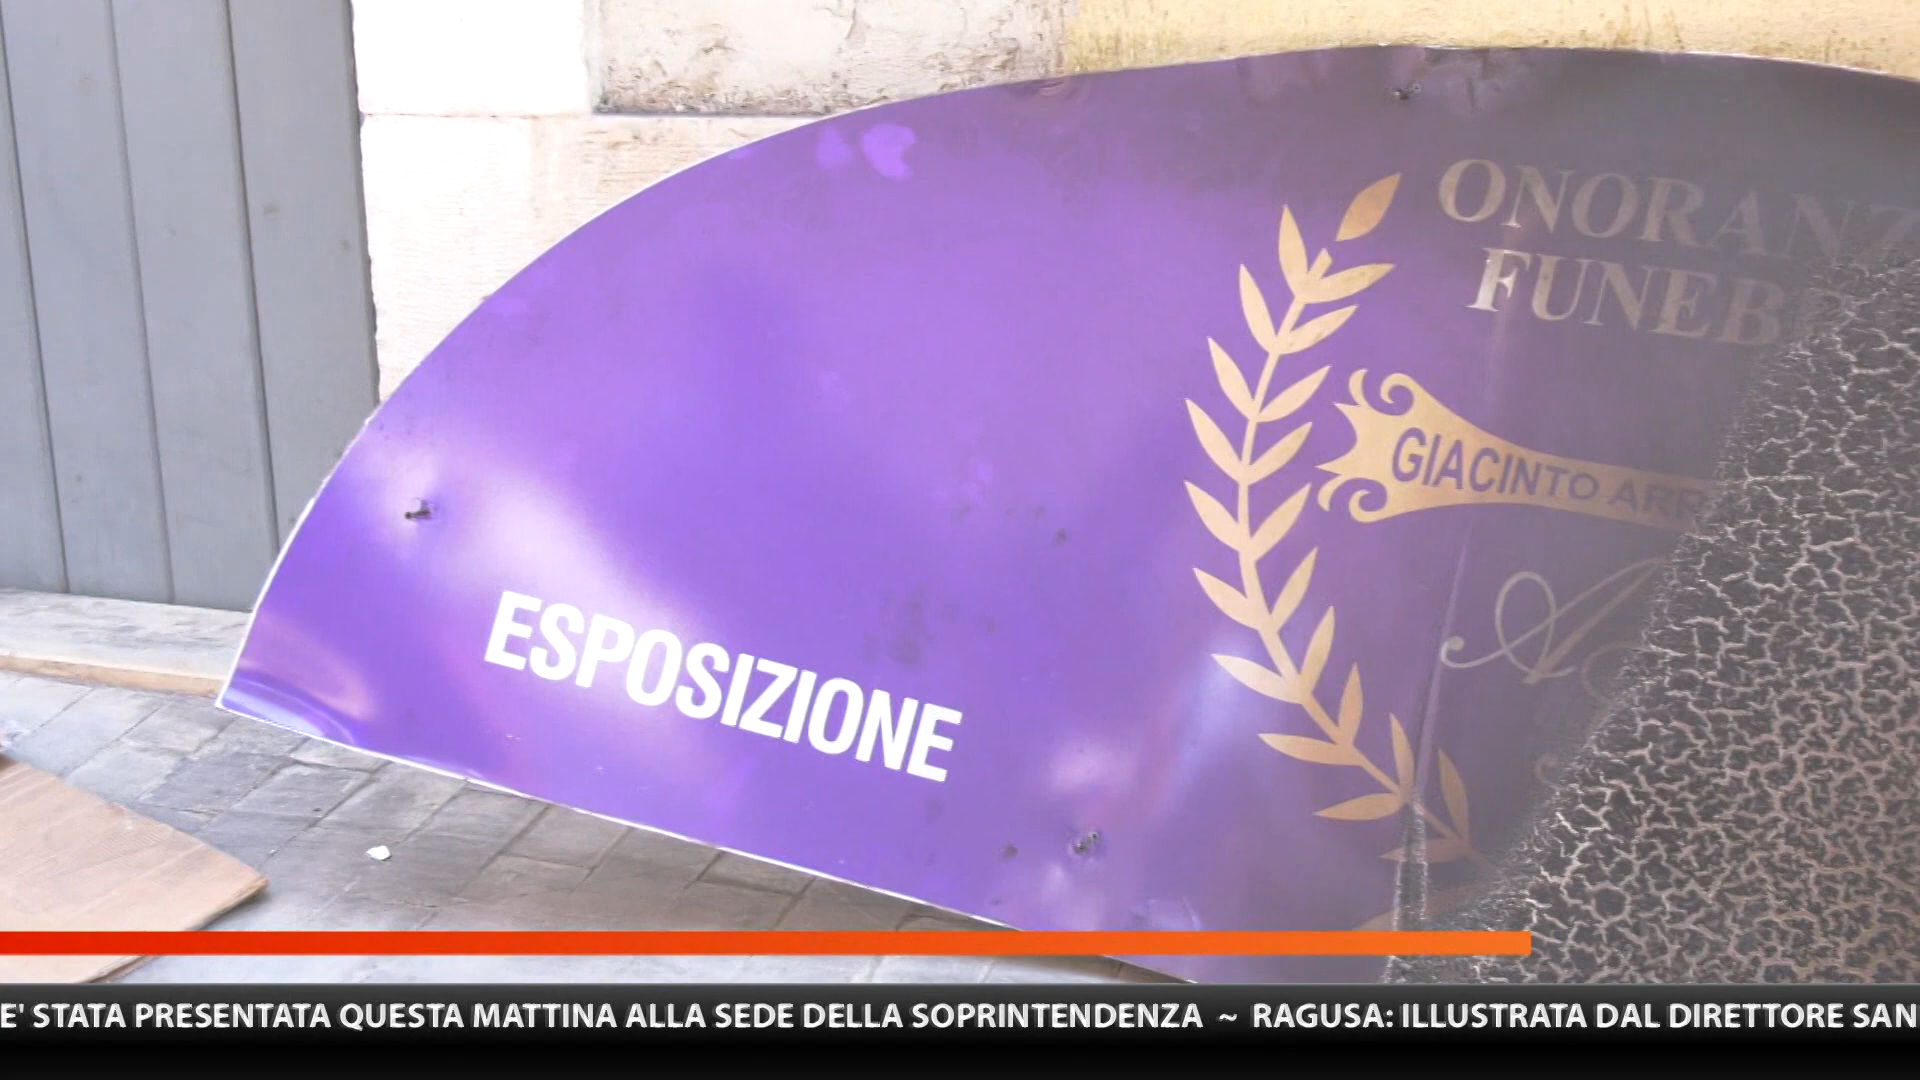 ONORANZ
FUNEB
GIACINTO ARR
ESPOSIZIONE
E' STATA PRESENTATA QUESTA MATTINA ALLA SEDE DELLA SOPRINTENDENZA ~ RAGUSA: ILLUSTRATA DAL DIRETTORE SAN